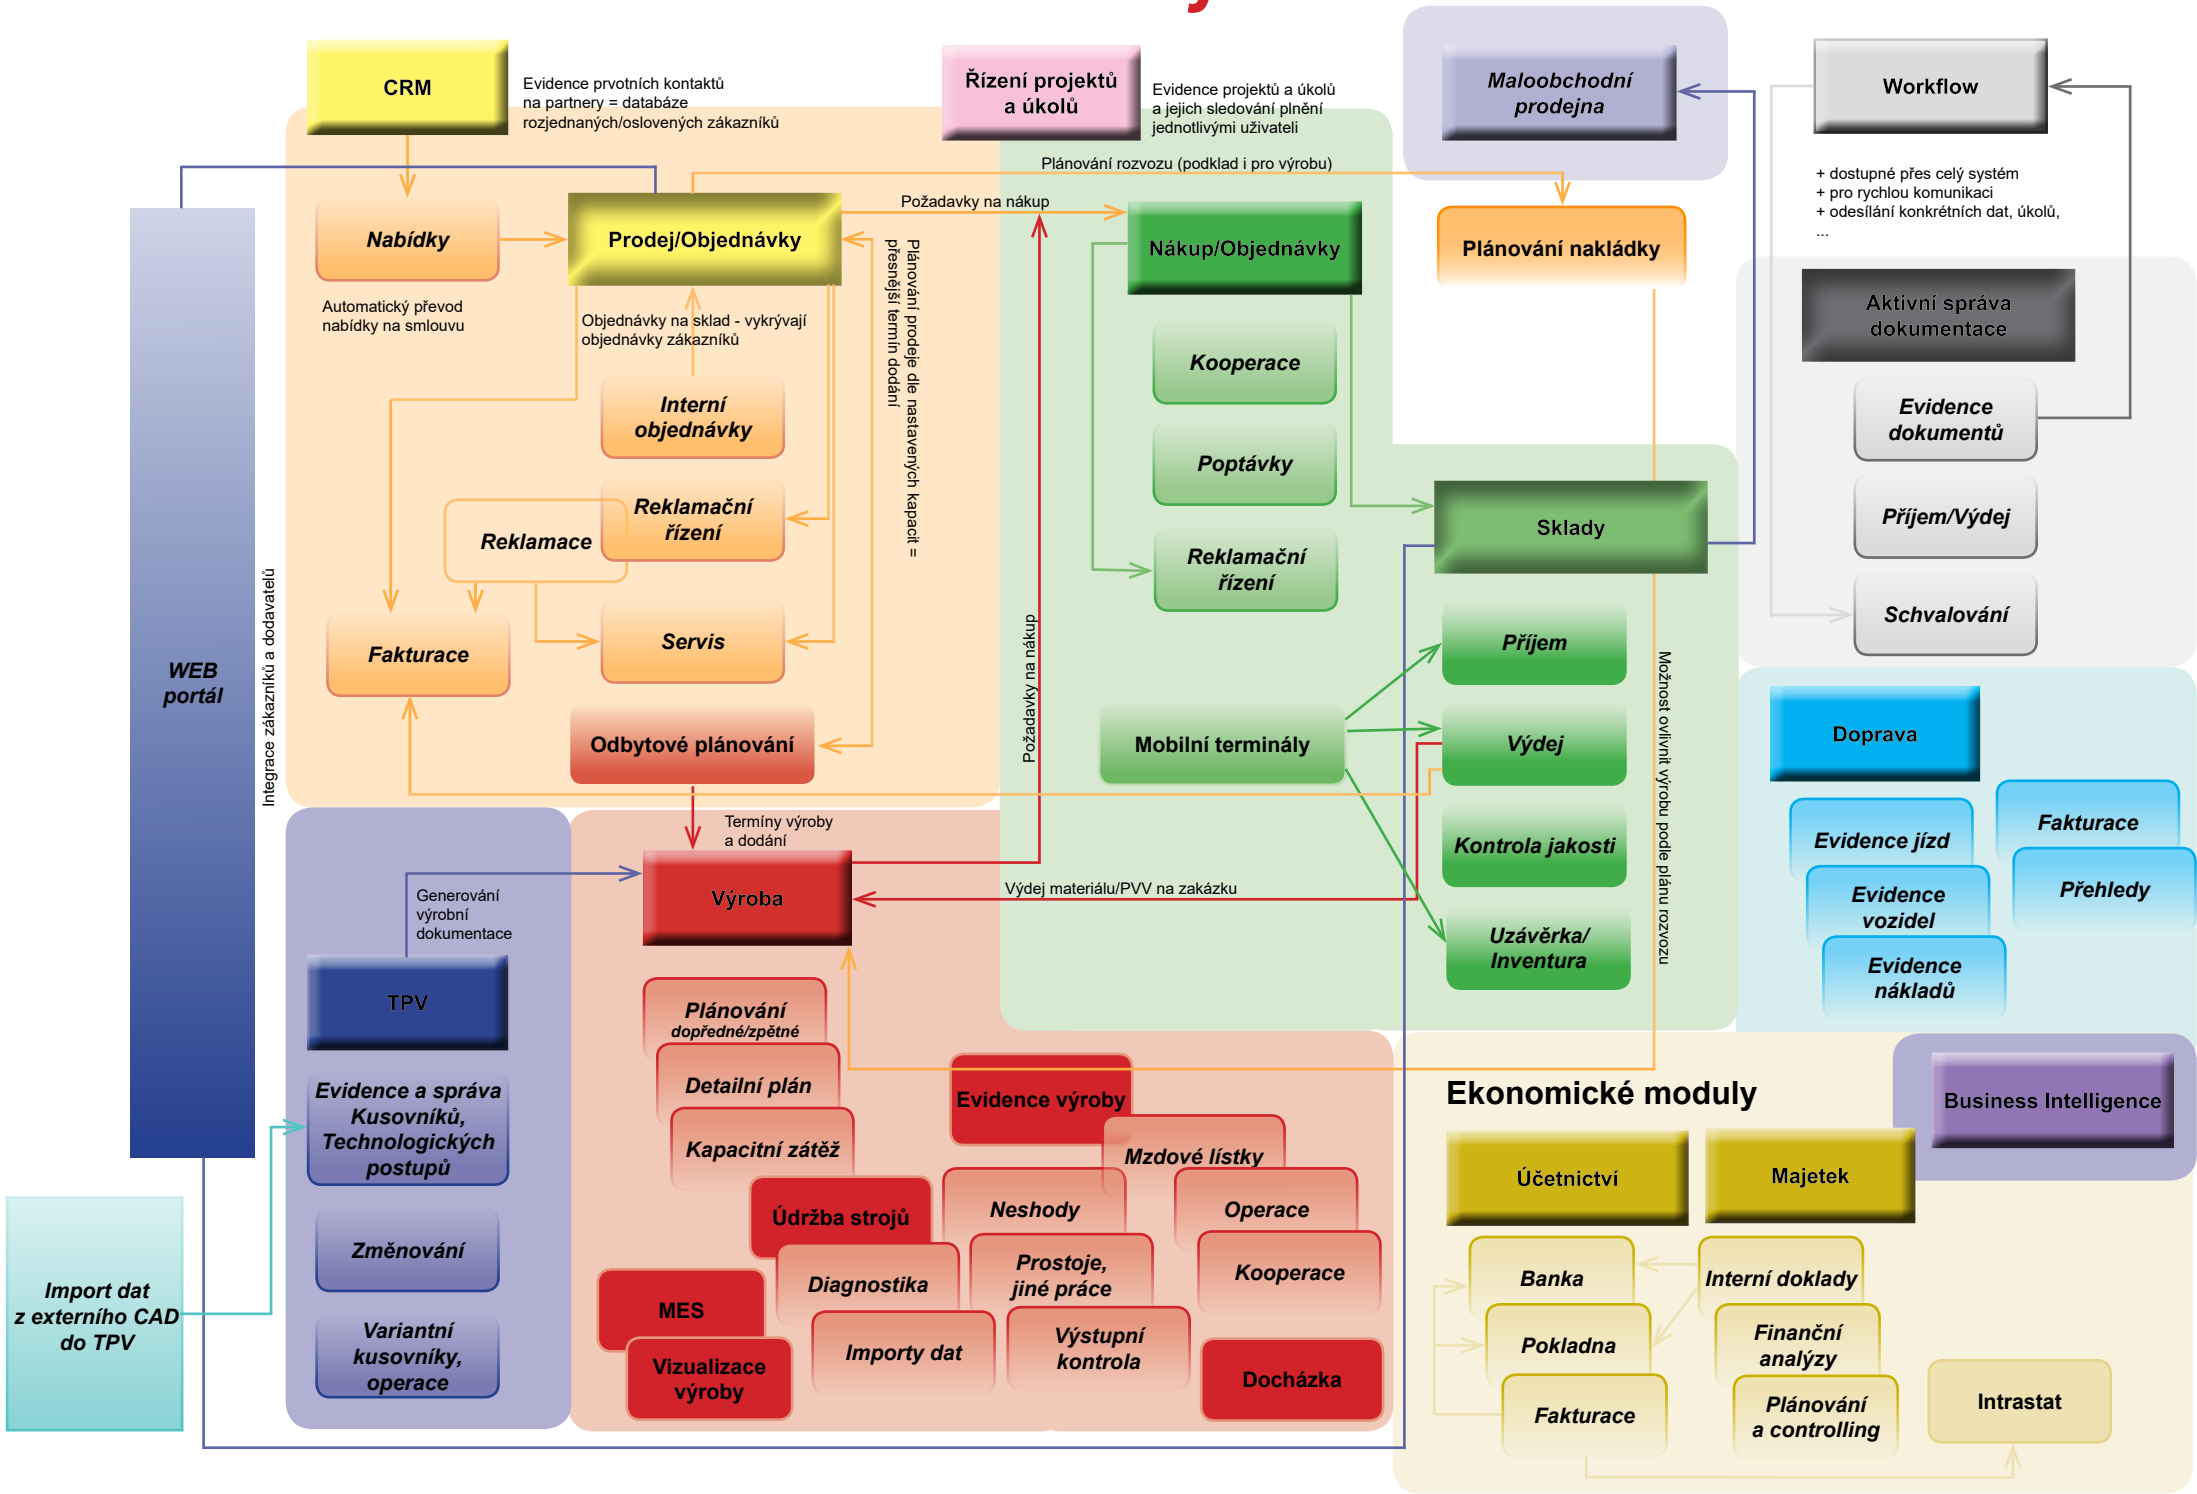 CRM
Evidence prvotních kontaktů
na partnery = databáze
rozjednaných/oslovených zákazníků
Řízení projektů
a úkolů
Evidence projektů a úkolů
a jejich sledování plnění
jednotlivými uživateli
Maloobchodní
prodejna
Workflow
+ dostupné přes celý systém
+ pro rychlou komunikaci
+ odesílání konkrétních dat, úkolů,
...
Plánování rozvozu (podklad i pro výrobu)
Požadavky na nákup
Nabídky
Prodej/Objednávky
Nákup/Objednávky
Plánování nakládky
Automatický převod
nabídky na smlouvu
Objednávky na sklad - vykrývají
objednávky zákazníků
Plánování prodeje dle nastavených kapacit =
přesnější termín dodání
Aktivní správa
dokumentace
Kooperace
Interní
objednávky
Poptávky
Evidence
dokumentů
Reklamační
řízení
Reklamace
Reklamační
řízení
Sklady
Příjem/Výdej
Schvalování
Fakturace
Servis
Příjem
WEB
portál
Integrace zákazníků a dodavatelů
Odbytové plánování
Požadavky na nákup
Mobilní terminály
Výdej
Možnost ovlivnit výrobu podle plánu rozvozu
Doprava
Termíny výroby
a dodání
Kontrola jakosti
Evidence jízd
Fakturace
Výroba
Výdej materiálu/PVV na zakázku
Evidence
vozidel
Přehledy
Generování
výrobní
dokumentace
Uzávěrka/
Inventura
Evidence
nákladů
TPV
Plánování
dopředné/zpětné
Detailní plán
Kapacitní zátěž
Evidence výroby
Mzdové lístky
Ekonomické moduly
Business Intelligence
Evidence a správa
Kusovníků,
Technologických
postupů
Údržba strojů
Neshody
Operace
Účetnictví
Majetek
Změnování
Diagnostika
Prostoje,
jiné práce
Kooperace
Banka
Interní doklady
Import dat
z externího CAD
do TPV
MES
Variantní
kusovníky,
operace
Vizualizace
výroby
Importy dat
Výstupní
kontrola
Docházka
Pokladna
Finanční
analýzy
Fakturace
Plánování
a controlling
Intrastat